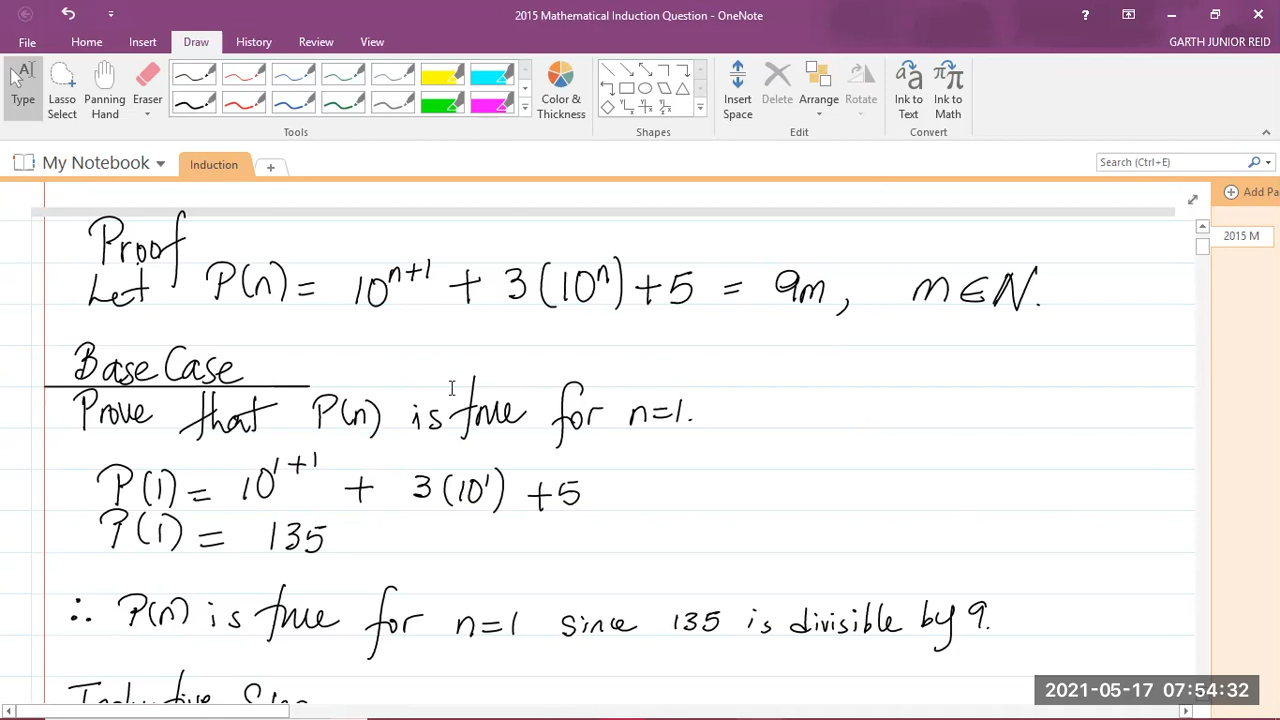 2015 Mathematical Induction Question - OneNote
File Home Insert Draw History Review View
GARTH JUNIOR REID
Type
Lasso Select
Panning Hand
Eraser
Color & Thickness
Insert Space
Delete
Arrange
Rotate
Ink to Text
Ink to Math
Tools
Shapes
Edit
Convert
My Notebook
Induction
Search (Ctrl+E)
Add Pa
2015 M
Proof
Let P(n) = 10^{n+1} + 3(10^n) + 5 = 9m, m ∈ N.
Base Case
Prove that P(n) is true for n=1.
P(1) = 10^{1+1} + 3(10^1) + 5
P(1) = 135
∴ P(n) is true for n=1 since 135 is divisible by 9.
Inductive Step
2021-05-17 07:54:32